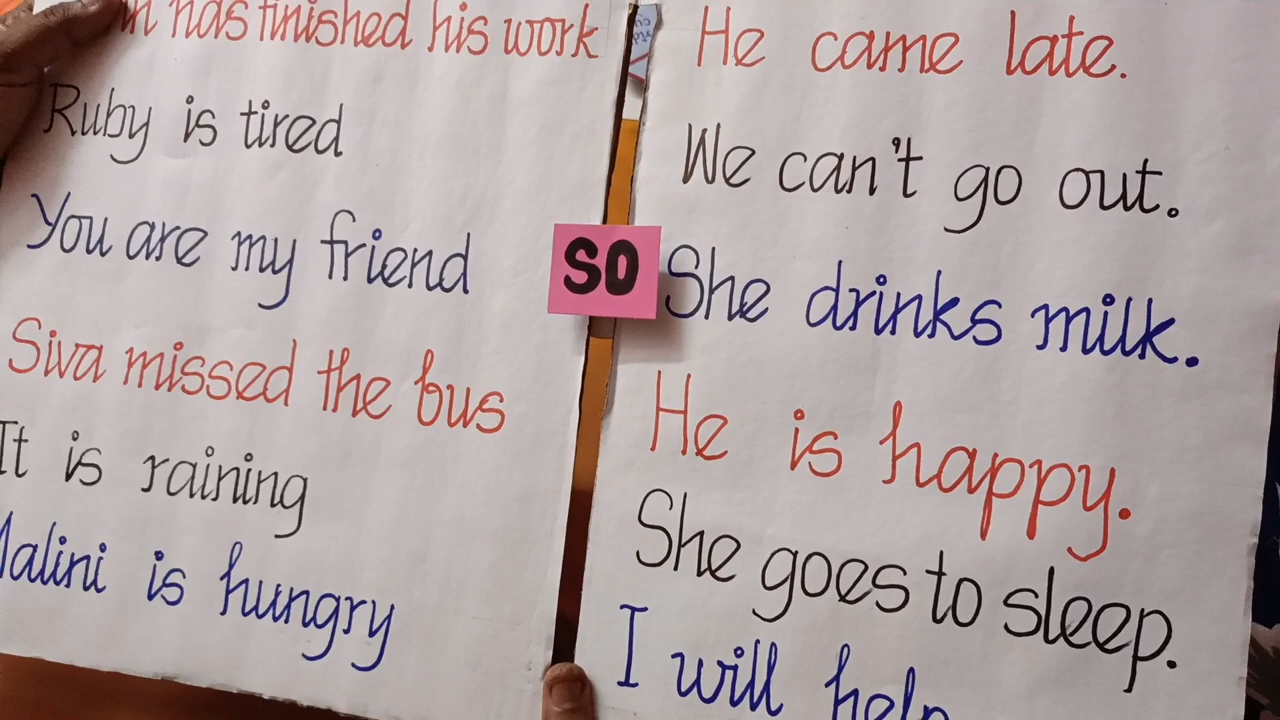 has finished his work
Ruby is tired
You are my friend
Siva missed the bus
It is raining
Malini is hungry
so
He came late.
We can't go out.
She drinks milk.
He is happy.
She goes to sleep.
I will help